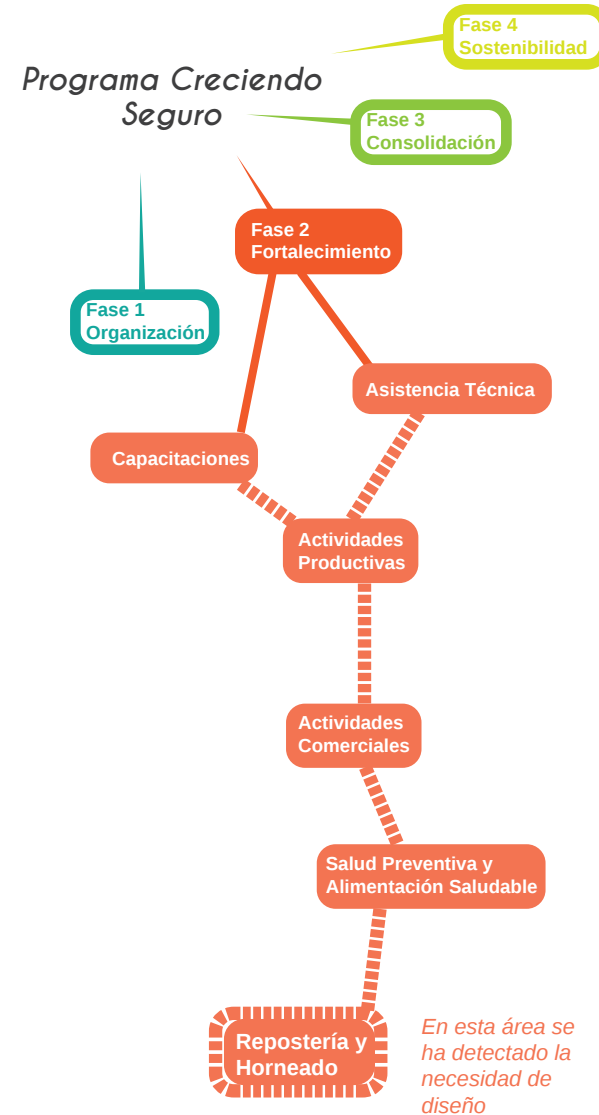 Fase 4
Sostenibilidad
Programa Creciendo
Seguro
Fase 3
Consolidación
Fase 2
Fortalecimiento
Fase 1
Organización
Asistencia Técnica
Capacitaciones
Actividades
Productivas
Actividades
Comerciales
Salud Preventiva y
Alimentación Saludable
Repostería y
Horneado
En esta área se
ha detectado la
necesidad de
diseño